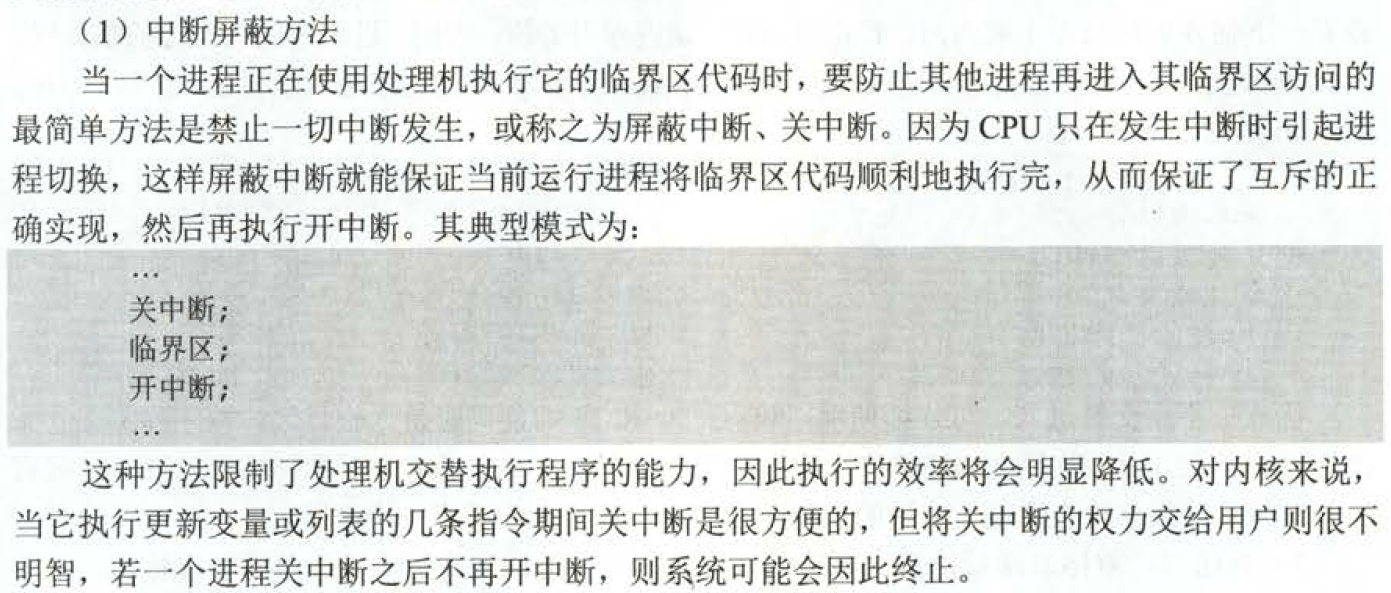 （1）中断屏蔽方法
当一个进程正在使用处理机执行它的临界区代码时，要防止其他进程再进入其临界区访问的
最简单方法是禁止一切中断发生，或称之为屏蔽中断、关中断。因为 CPU 只在发生中断时引起进
程切换，这样屏蔽中断就能保证当前运行进程将临界区代码顺利地执行完，从而保证了互斥的正
确实现，然后再执行开中断。其典型模式为：
…
关中断；
临界区；
开中断；
…
这种方法限制了处理机交替执行程序的能力，因此执行的效率将会明显降低。对内核来说，
当它执行更新变量或列表的几条指令期间关中断是很方便的，但将关中断的权力交给用户则很不
明智，若一个进程关中断之后不再开中断，则系统可能会因此终止。